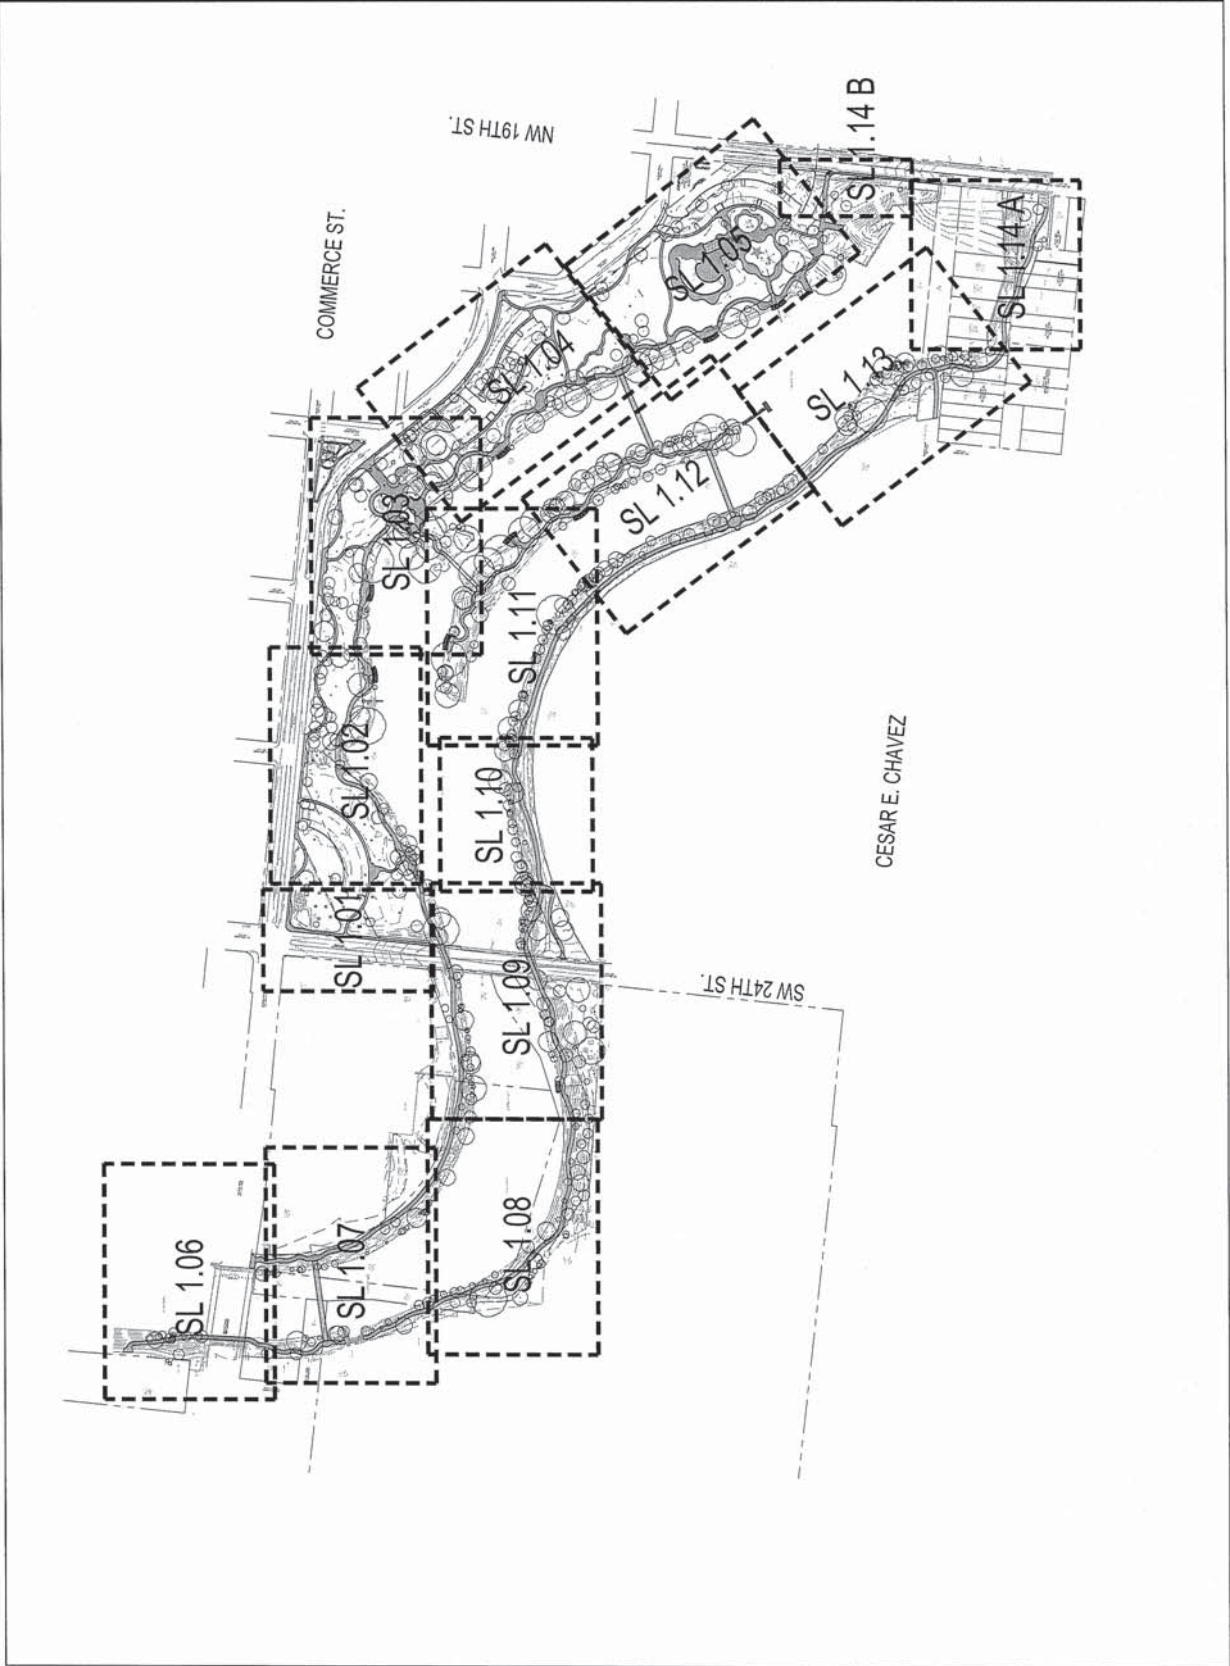 NW 19TH ST.
COMMERCE ST.
SL 1.14 B
SL 1.14 A
SL 1.05
SL 1.04
SL 1.13
SL 1.03
SL 1.12
SL 1.11
SL 1.02
SL 1.10
CESAR E. CHAVEZ
SL 1.01
SL 1.09
SW 24TH ST.
SL 1.06
SL 1.07
SL 1.08